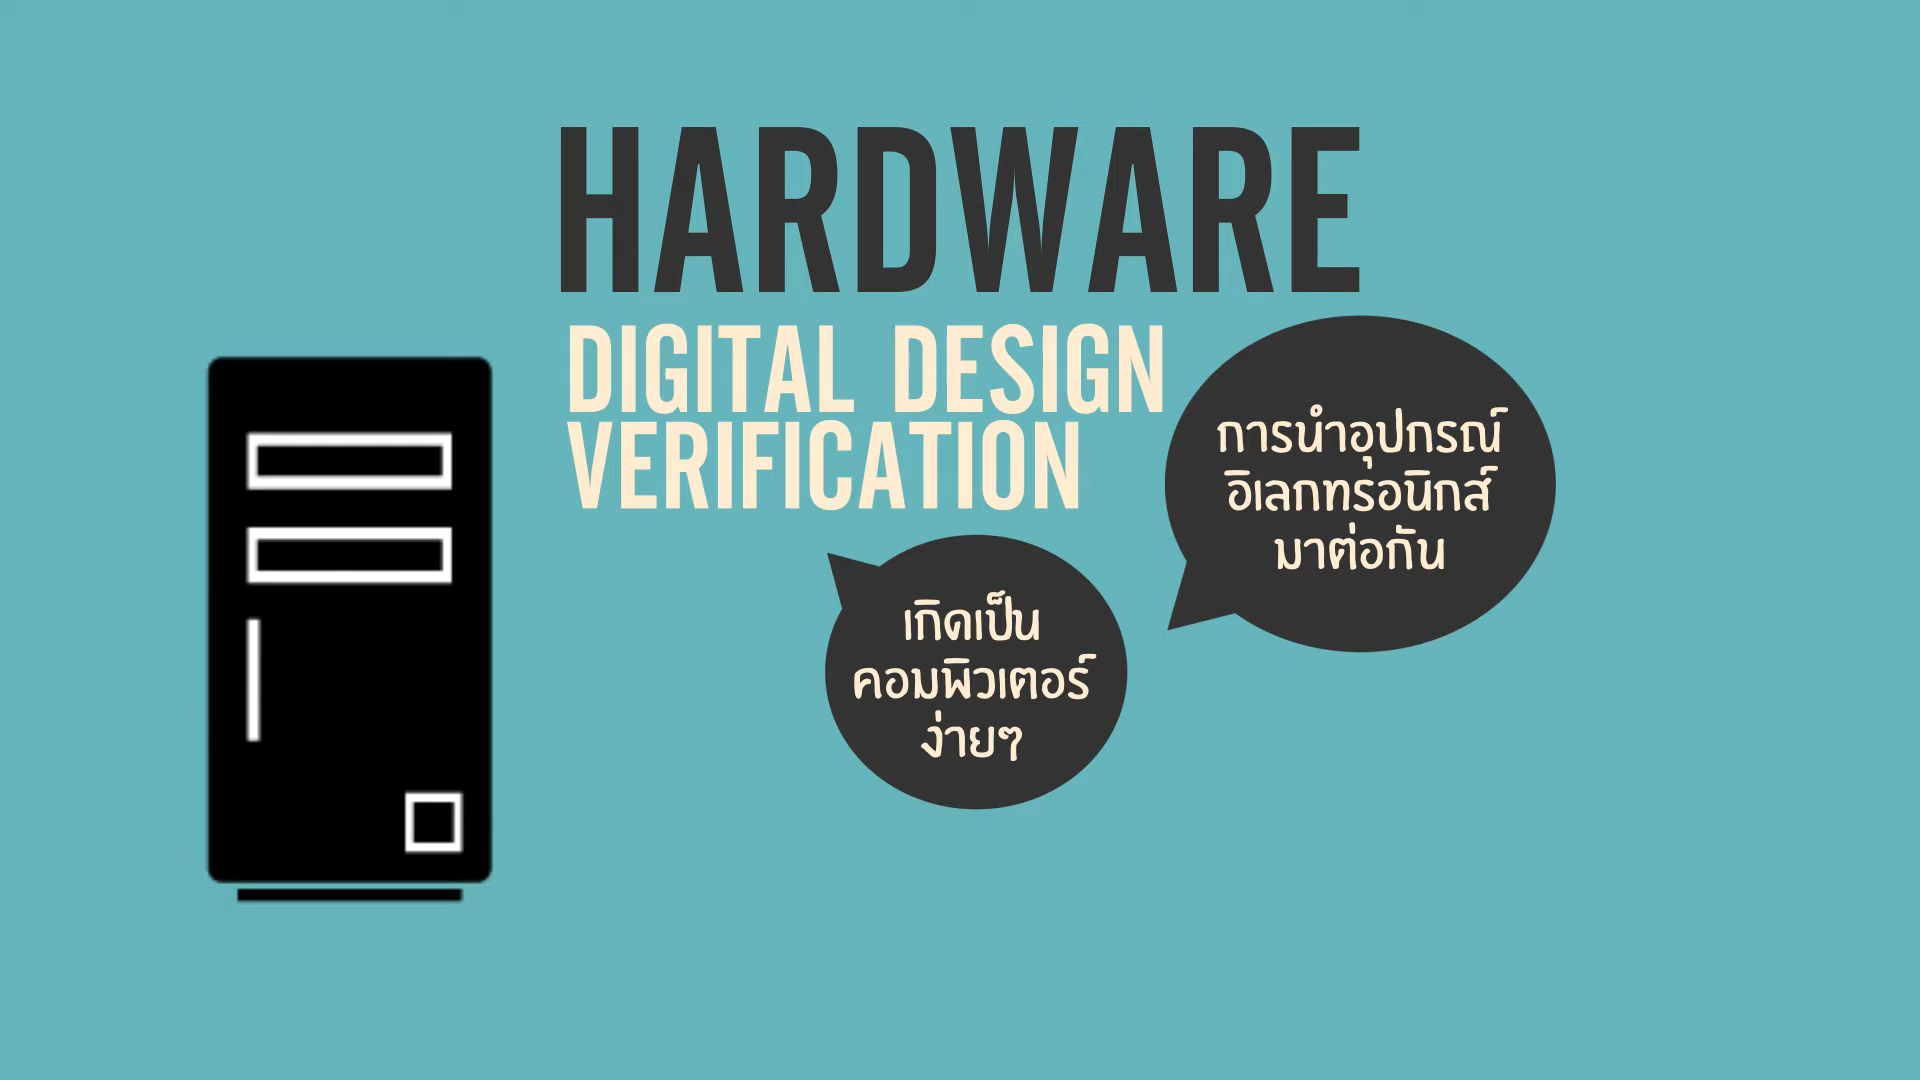 HARDWARE
DIGITAL DESIGN
VERIFICATION
การนำอุปกรณ์
อิเลกทรอนิกส์
มาต่อกัน
เกิดเป็น
คอมพิวเตอร์
ง่ายๆ